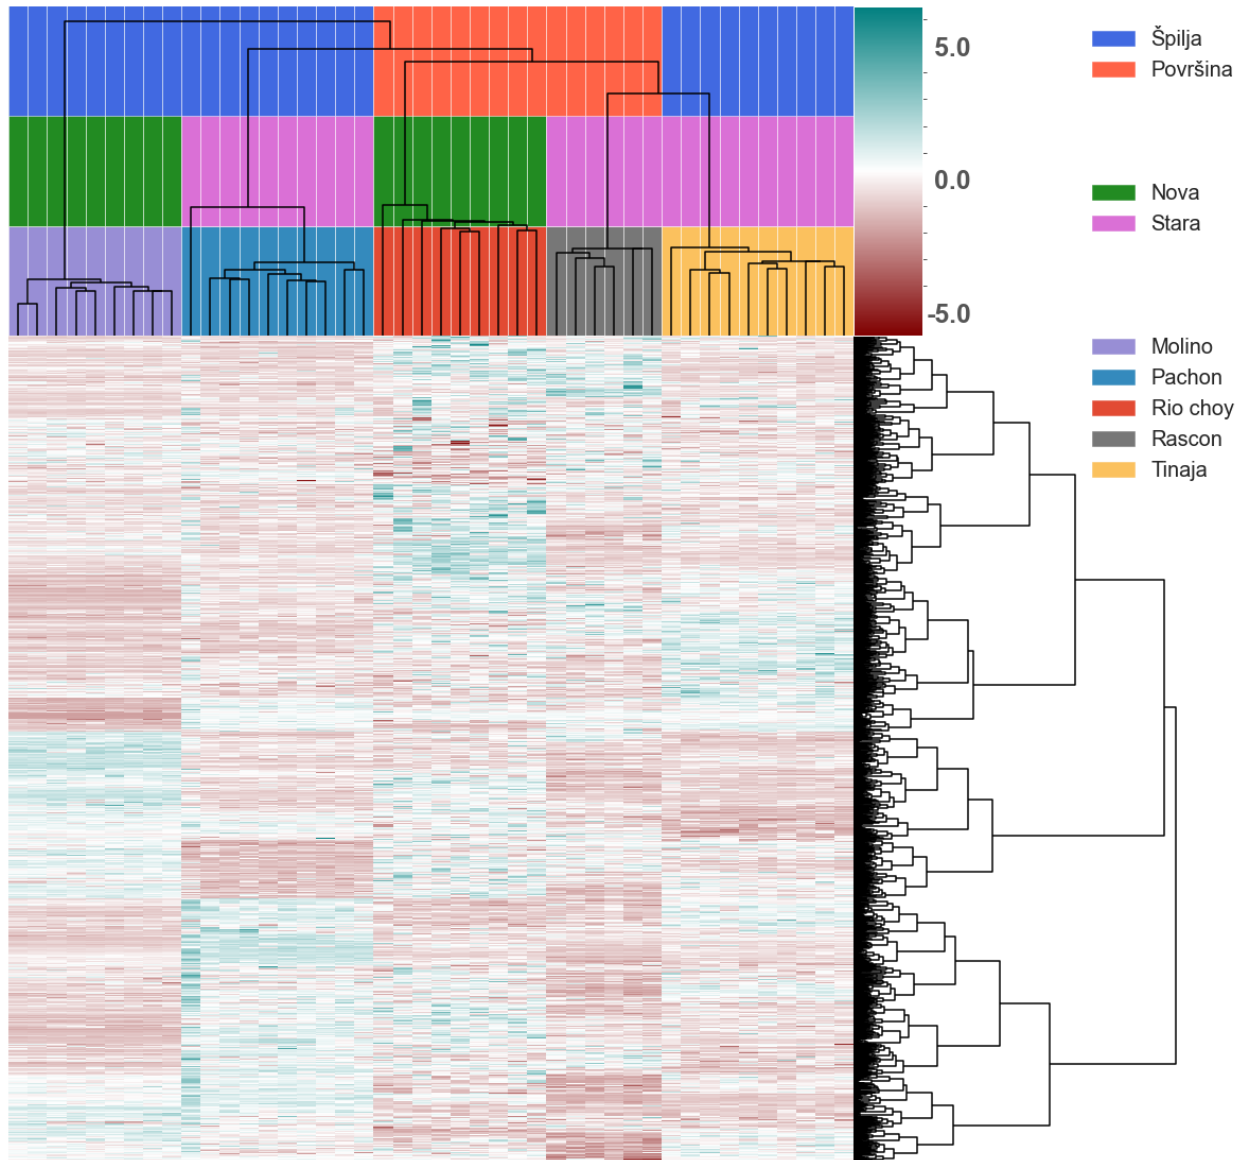 5.0
0.0
-5.0
Špilja
Površina
Nova
Stara
Molino
Pachon
Rio choy
Rascon
Tinaja